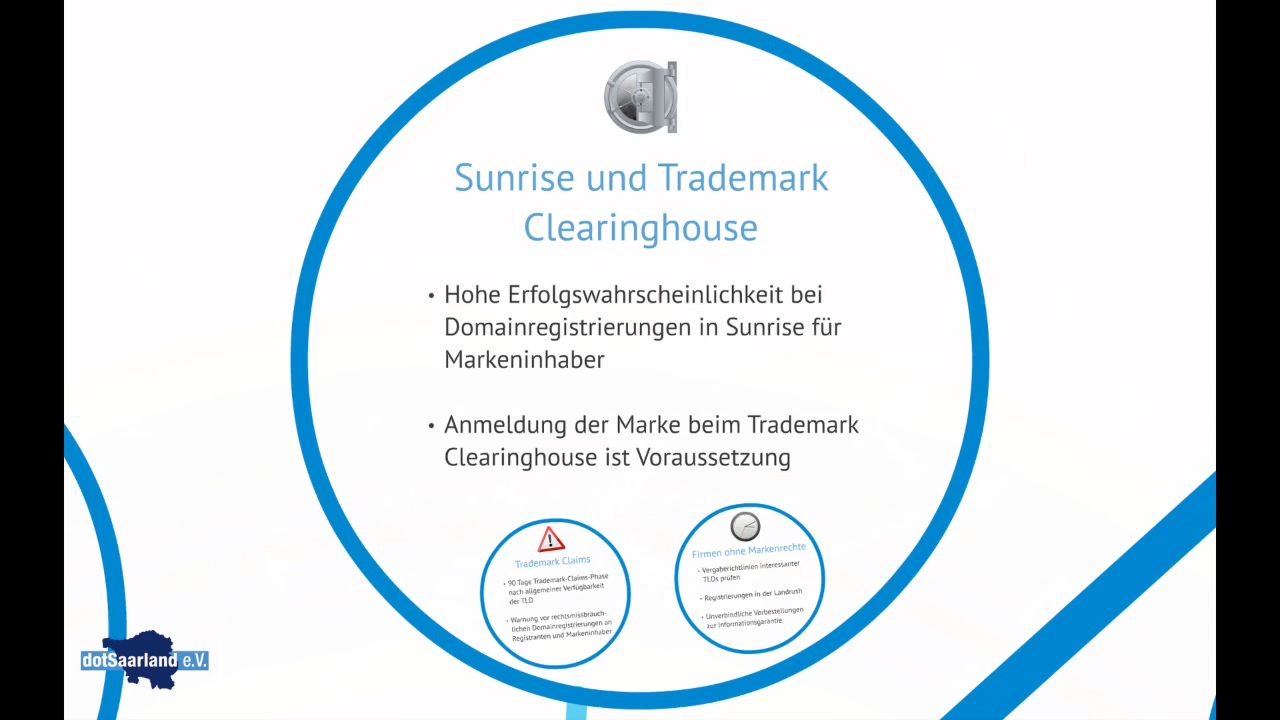 Sunrise und Trademark
Clearinghouse
• Hohe Erfolgswahrscheinlichkeit bei
Domainregistrierungen in Sunrise für
Markeninhaber
• Anmeldung der Marke beim Trademark
Clearinghouse ist Voraussetzung
Trademark Claims
• 90 Tage Trademark-Claims-Phase
nach allgemeiner Verfügbarkeit
der TLD
• Warnung vor rechtsmissbräuch-
lichen Domainregistrierungen an
Registranten und Markeninhaber
Firmen ohne Markenrechte
• Vergaberichtlinien interessanter
TLDs prüfen
• Registrierungen in der Landrush
• Unverbindliche Vorbestellungen
zur Informationsgarantie
dotSaarland e.V.